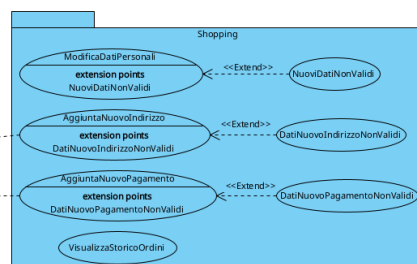 Shopping
ModificaDatiPersonali
extension points
NuoviDatiNonValidi
<<Extend>>
NuoviDatiNonValidi
AggiuntaNuovoIndirizzo
extension points
DatiNuovoIndirizzoNonValidi
<<Extend>>
DatiNuovoIndirizzoNonValidi
AggiuntaNuovoPagamento
extension points
DatiNuovoPagamentoNonValidi
<<Extend>>
DatiNuovoPagamentoNonValidi
VisualizzaStoricoOrdini